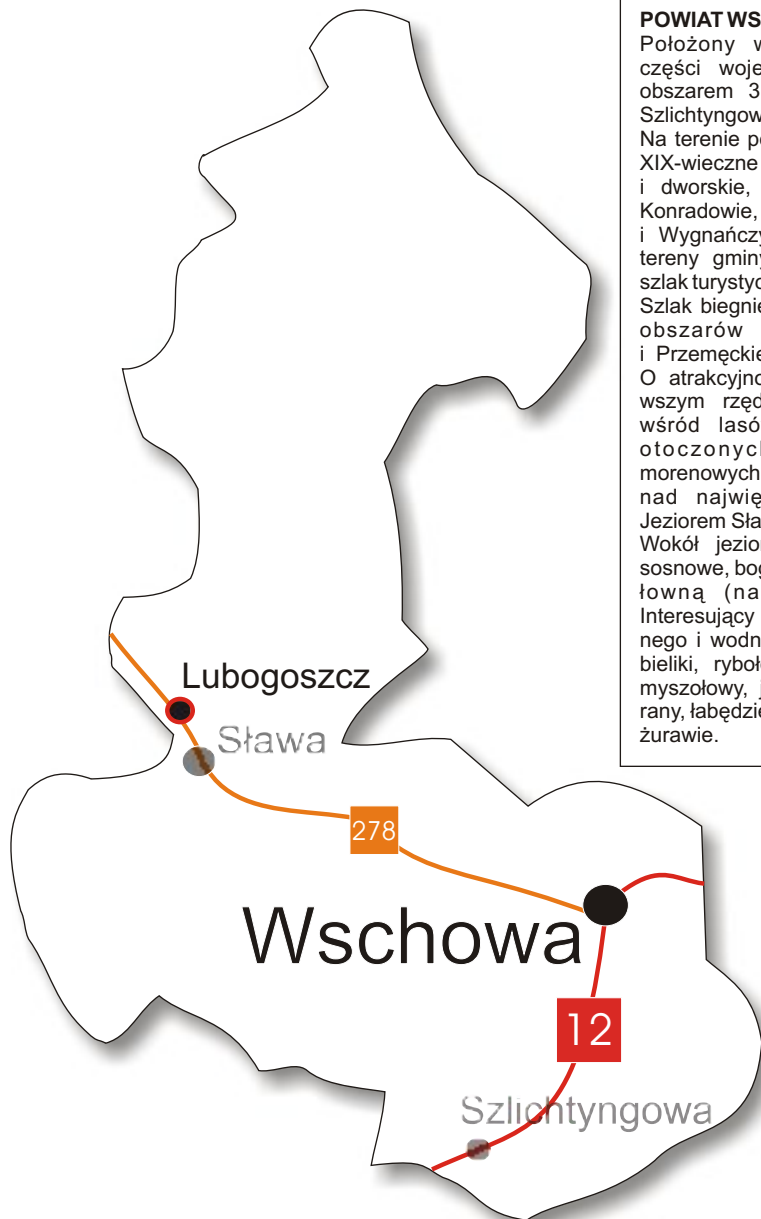 POWIAT WS
Położony w
części woje
obszarem 3
Szlichtyngow
Na terenie po
XIX-wieczne
i dworskie,
Konradowie,
i Wygnańczy
tereny gminy
szlak turystyc
Szlak biegnie
obszarów
i Przemęckie
O atrakcyjno
wszym rzęd
wśród lasó
otoczonych
morenowych
nad najwię
Jeziorem Sła
Wokół jezior
sosnowe, bog
łowną (na
Interesujący
nego i wodn
bieliki, rybołc
myszołowy, j
rany, łabędzie
żurawie.
Lubogoszcz
Sława
278
Wschowa
12
Szlichtyngowa